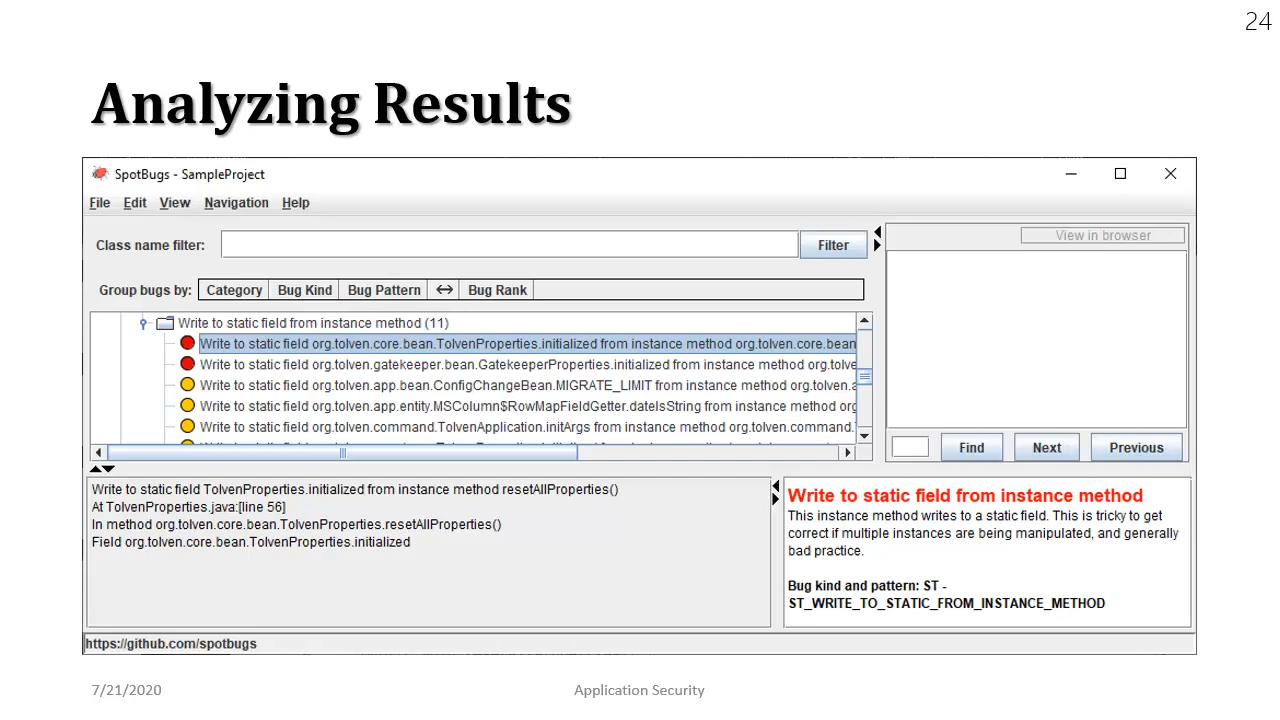 24
Analyzing Results
SpotBugs - SampleProject
File Edit View Navigation Help
Class name filter:
Filter
View in browser
Group bugs by: Category Bug Kind Bug Pattern ↔ Bug Rank
Write to static field from instance method (11)
Write to static field org.tolven.core.bean.TolvenProperties.initialized from instance method org.tolven.core.bean
Write to static field org.tolven.gatekeeper.bean.GatekeeperProperties.initialized from instance method org.tolve
Write to static field org.tolven.app.bean.ConfigChangeBean.MIGRATE_LIMIT from instance method org.tolven.a
Write to static field org.tolven.app.entity.MSColumn$RowMapFieldGetter.dateIsString from instance method org
Write to static field org.tolven.command.TolvenApplication.initArgs from instance method org.tolven.command.
Find Next Previous
Write to static field TolvenProperties.initialized from instance method resetAllProperties()
At TolvenProperties.java:[line 56]
In method org.tolven.core.bean.TolvenProperties.resetAllProperties()
Field org.tolven.core.bean.TolvenProperties.initialized
Write to static field from instance method
This instance method writes to a static field. This is tricky to get
correct if multiple instances are being manipulated, and generally
bad practice.
Bug kind and pattern: ST -
ST_WRITE_TO_STATIC_FROM_INSTANCE_METHOD
https://github.com/spotbugs
7/21/2020
Application Security